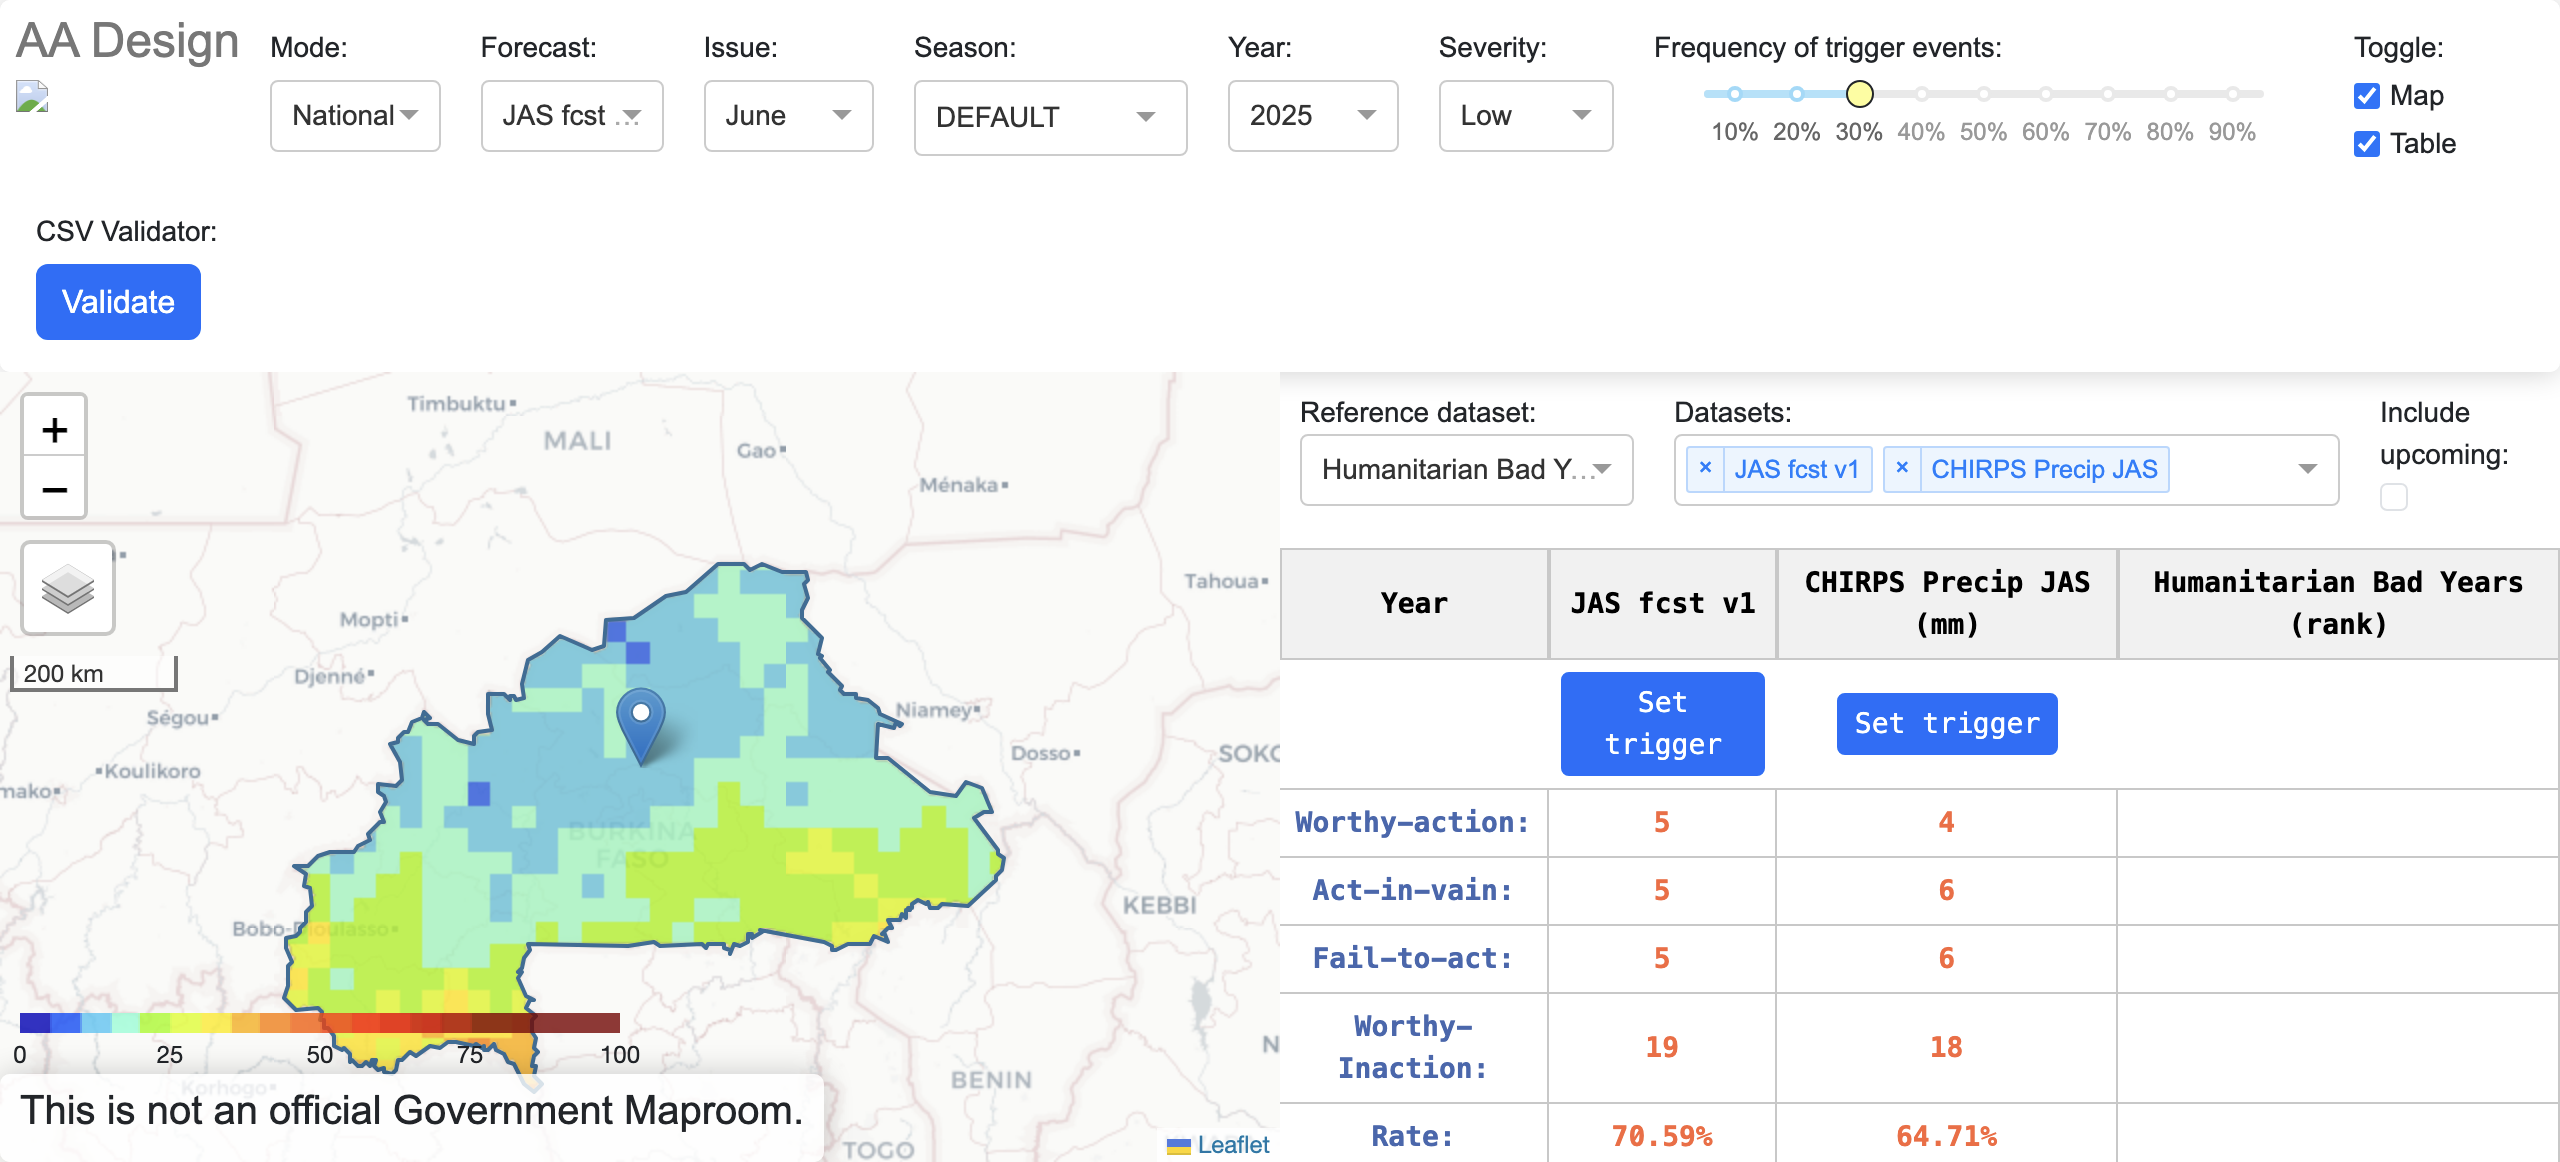 AA Design
Mode:
National
Forecast:
JAS fcst ...
Issue:
June
Season:
DEFAULT
Year:
2025
Severity:
Low
Frequency of trigger events:
10% 20% 30% 40% 50% 60% 70% 80% 90%
Toggle:
Map
Table
CSV Validator:
Validate
+
−
200 km
Timbuktu
MALI
Gao
Ménaka
Tahoua
Mopti
Djenné
Ségou
Niamey
Dosso
SOKO
Koulikoro
mako
BURKINA
FASO
KEBBI
Bobo-Dioulasso
N
BENIN
Korhogo
TOGO
0 25 50 75 100
This is not an official Government Maproom.
Leaflet
Reference dataset:
Humanitarian Bad Y...
Datasets:
× JAS fcst v1 × CHIRPS Precip JAS
Include
upcoming:
Year JAS fcst v1 CHIRPS Precip JAS (mm) Humanitarian Bad Years (rank)
Set trigger Set trigger
Worthy-action: 5 4
Act-in-vain: 5 6
Fail-to-act: 5 6
Worthy-Inaction: 19 18
Rate: 70.59% 64.71%